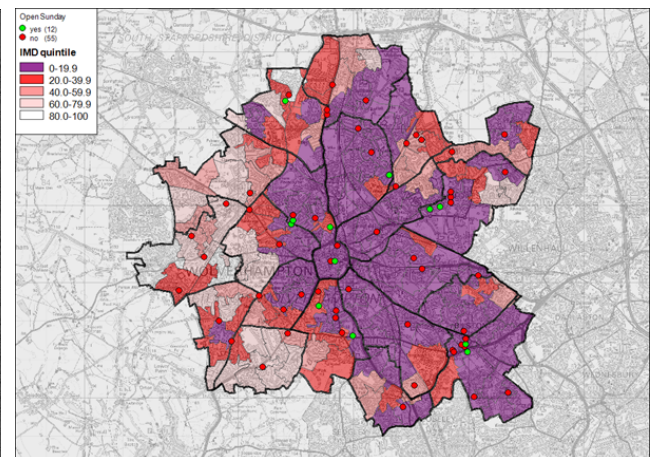 Open Sunday
yes (12)
no (55)
IMD quintile
0-19.9
20.0-39.9
40.0-59.9
60.0-79.9
80.0-100
WILLENHALL
WOLVERHAMPTON